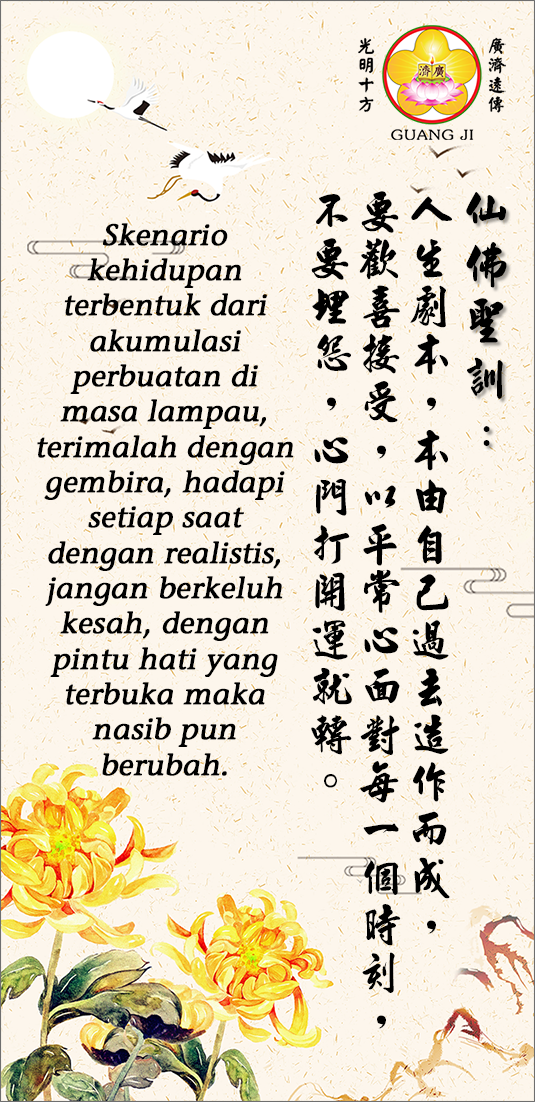 廣濟遠傳
光明十方
濟廣
GUANG JI
仙佛聖訓：
人生劇本，本由自己過去造作而成，
要歡喜接受，以平常心面對每一個時刻，
不要埋怨，心門打開運就轉。
Skenario
kehidupan
terbentuk dari
akumulasi
perbuatan di
masa lampau,
terimalah dengan
gembira, hadapi
setiap saat
dengan realistis,
jangan berkeluh
kesah, dengan
pintu hati yang
terbuka maka
nasib pun
berubah.